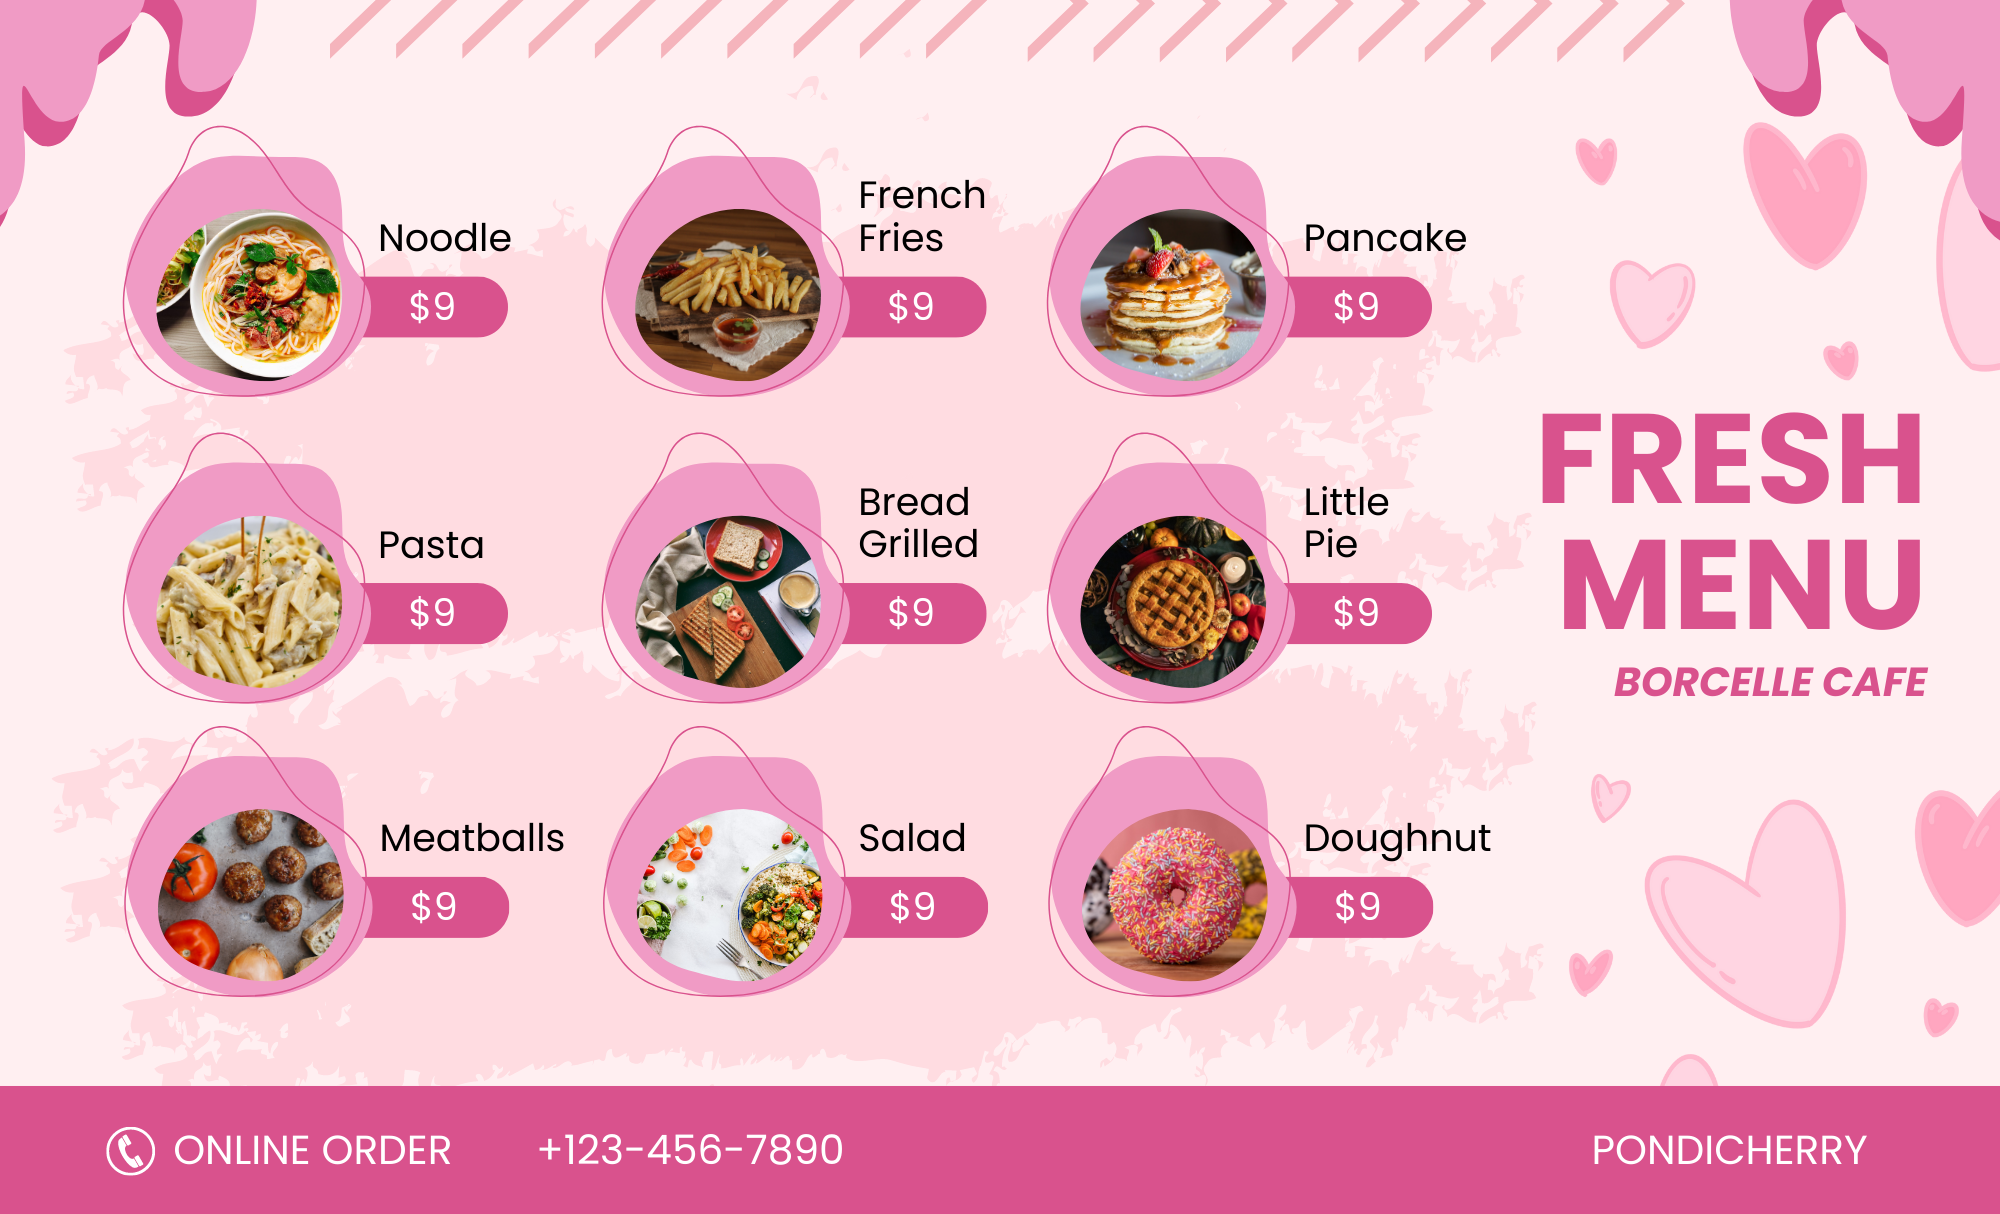 Noodle
$9
French
Fries
$9
Pancake
$9
Pasta
$9
Bread
Grilled
$9
Little
Pie
$9
Meatballs
$9
Salad
$9
Doughnut
$9
FRESH
MENU
BORCELLE CAFE
ONLINE ORDER
+123-456-7890
PONDICHERRY